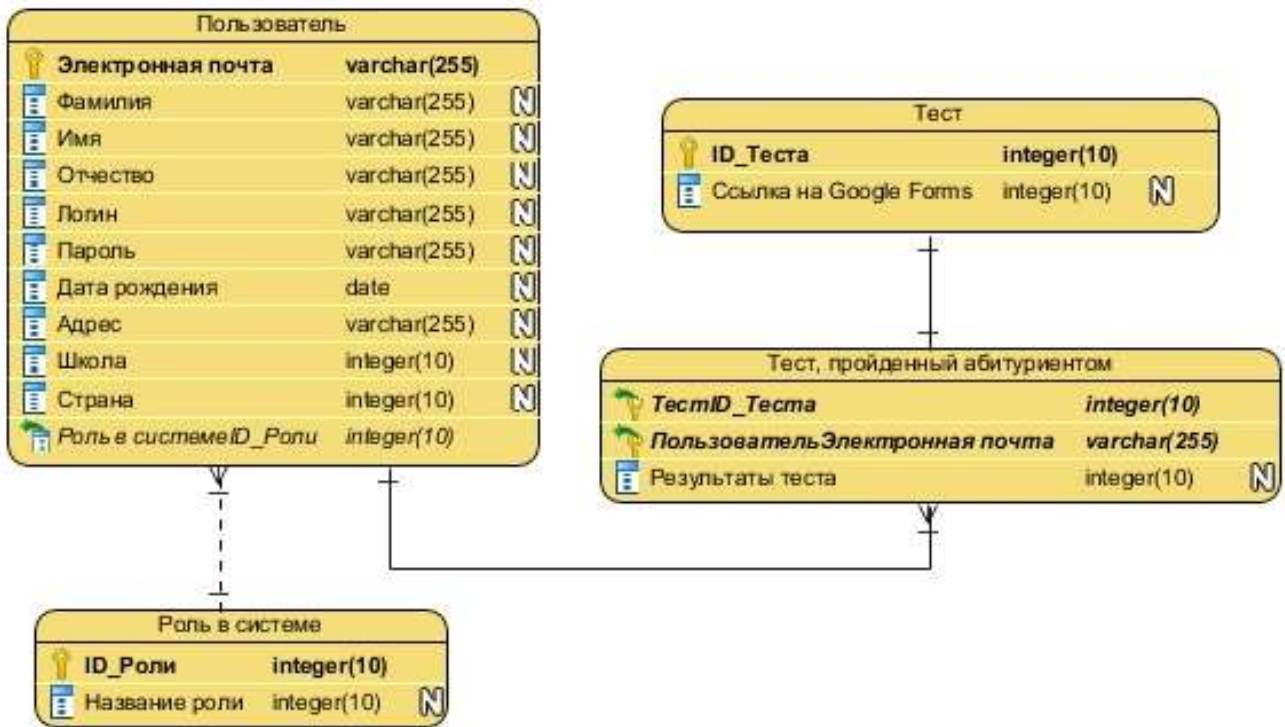 Пользователь
Электронная почта varchar(255)
Фамилия varchar(255) N
Имя varchar(255) N
Отчество varchar(255) N
Логин varchar(255) N
Пароль varchar(255) N
Дата рождения date N
Адрес varchar(255) N
Школа integer(10) N
Страна integer(10) N
Роль в системеID_Роли integer(10)
Тест
ID_Теста integer(10)
Ссылка на Google Forms integer(10) N
Тест, пройденный абитуриентом
ТестID_Теста integer(10)
ПользовательЭлектронная почта varchar(255)
Результаты теста integer(10) N
Роль в системе
ID_Роли integer(10)
Название роли integer(10) N